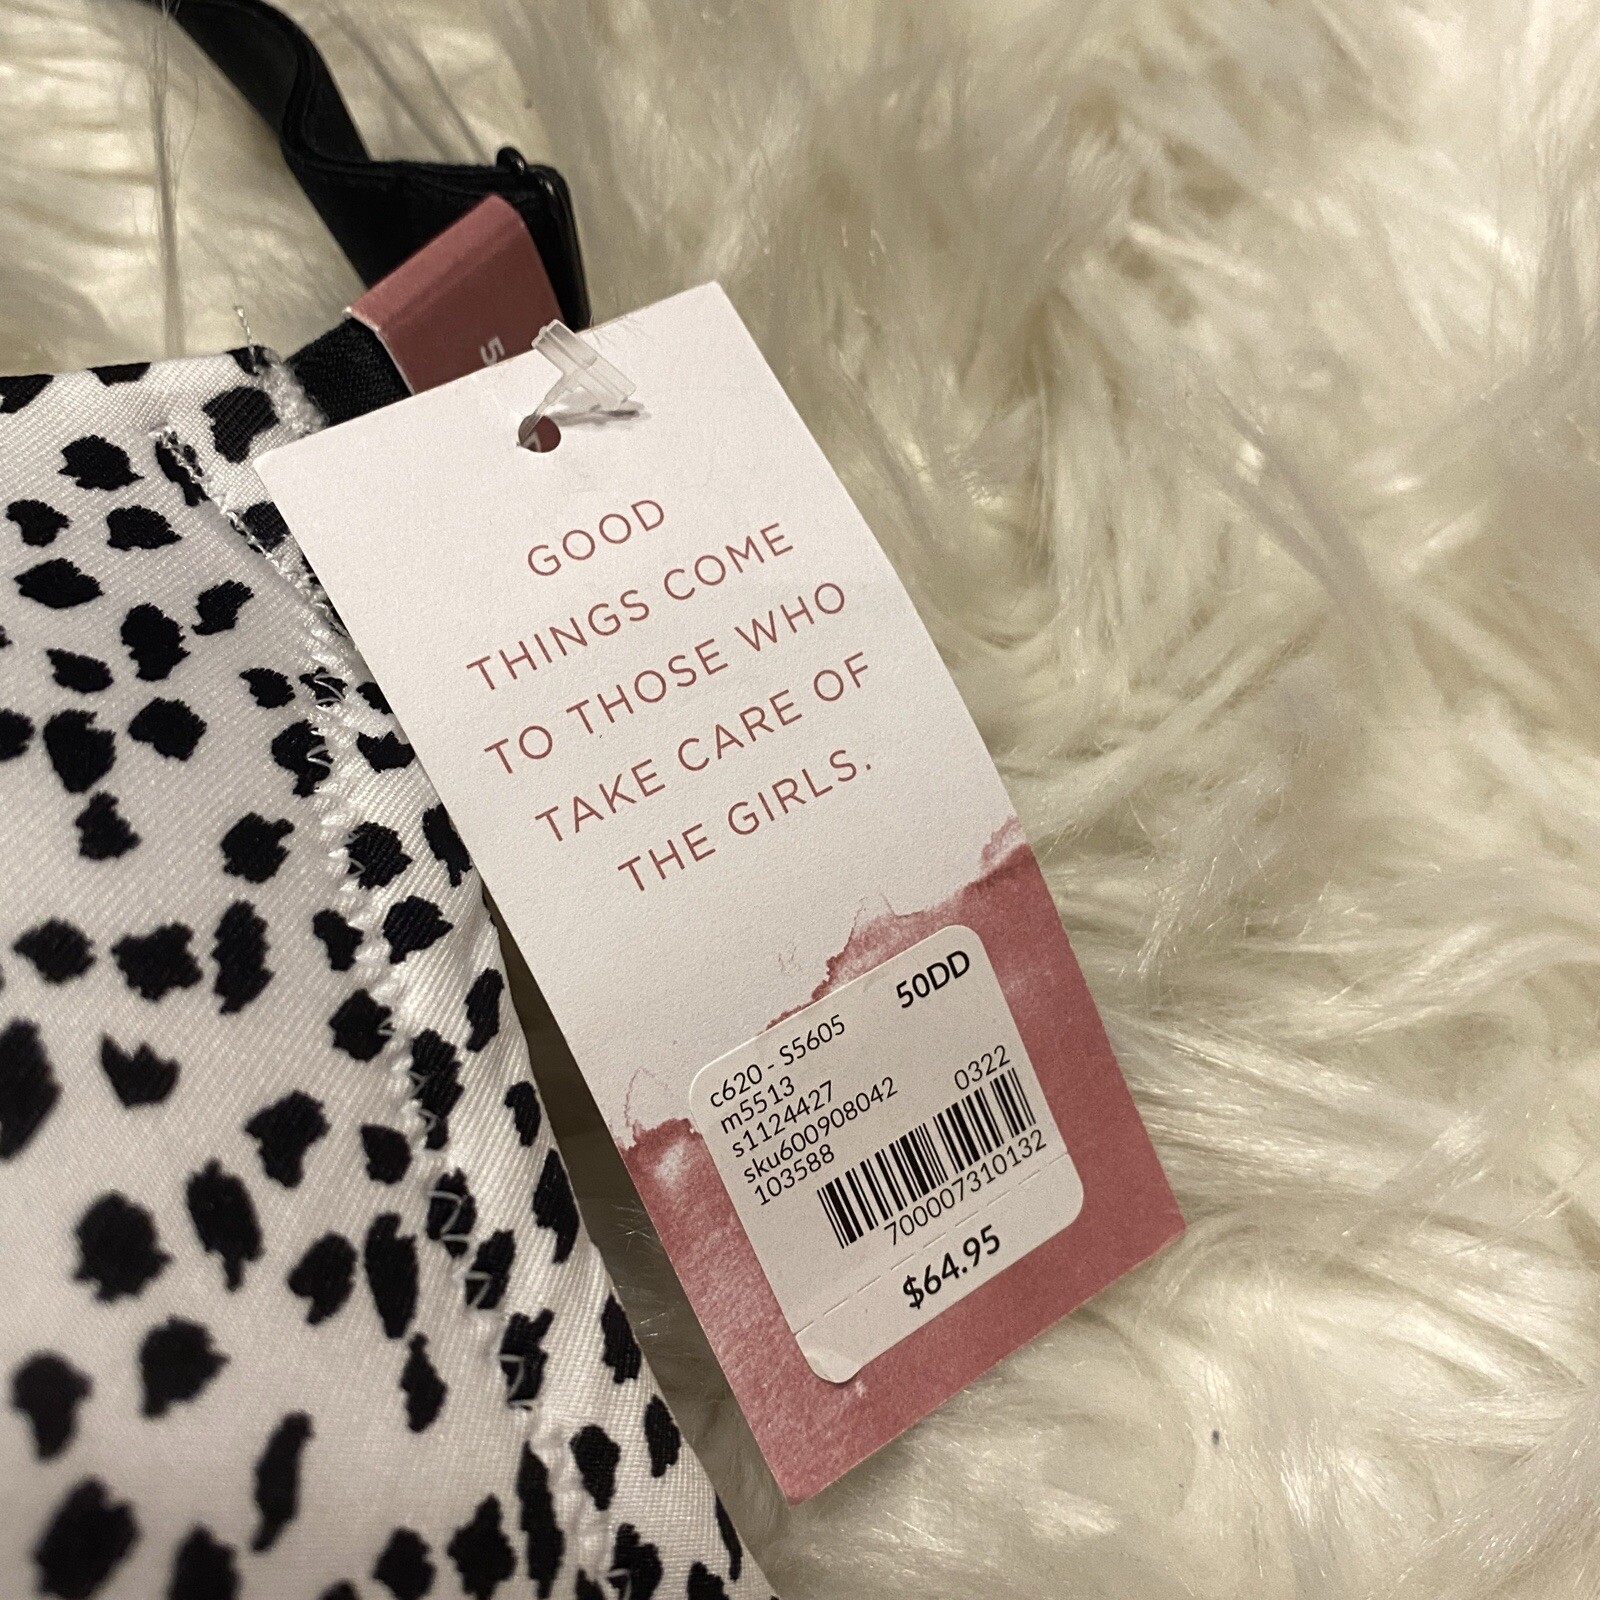 5
GOOD
THINGS COME
TO THOSE WHO
TAKE CARE OF
THE GIRLS.
50DD
c620 - S5605
m5513
s1124427 0322
sku600908042
103588
700007310132
$64.95